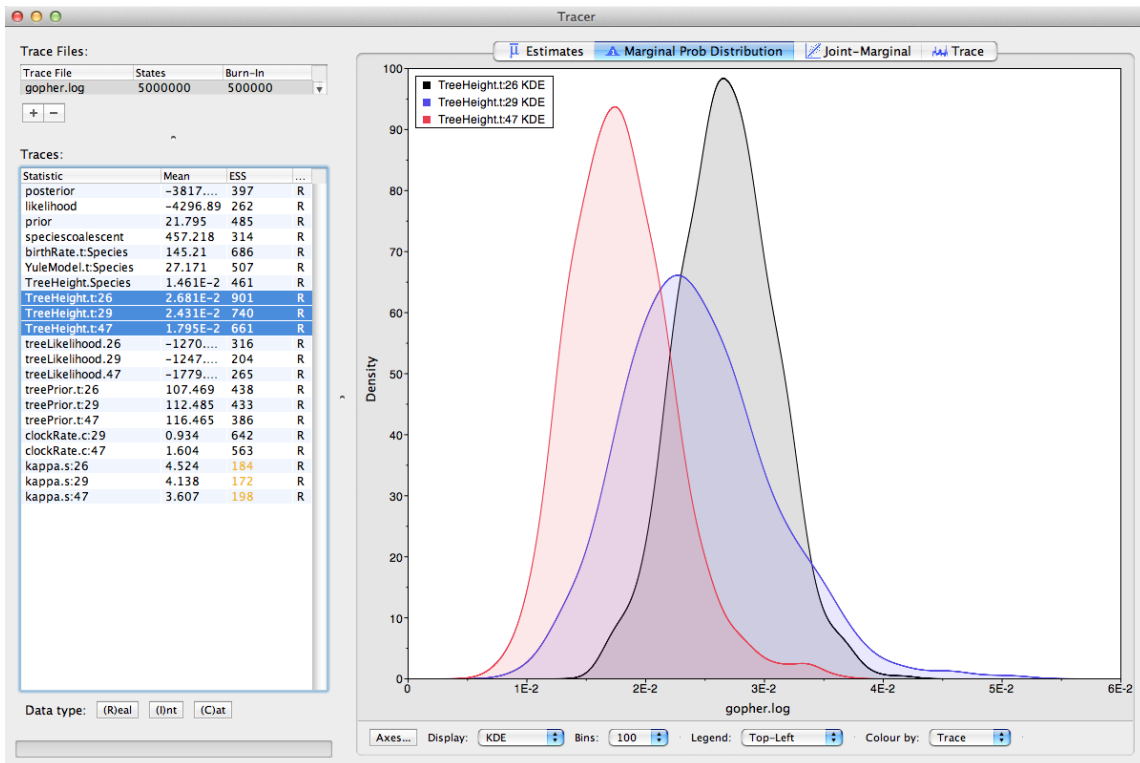 Tracer
Trace Files:
Trace File States Burn-In
gopher.log 5000000 500000
+ −
Traces:
Statistic Mean ESS ...
posterior -3817.... 397 R
likelihood -4296.89 262 R
prior 21.795 485 R
speciescoalescent 457.218 314 R
birthRate.t:Species 145.21 686 R
YuleModel.t:Species 27.171 507 R
TreeHeight.Species 1.461E-2 461 R
TreeHeight.t:26 2.681E-2 901 R
TreeHeight.t:29 2.431E-2 740 R
TreeHeight.t:47 1.795E-2 661 R
treeLikelihood.26 -1270.... 316 R
treeLikelihood.29 -1247.... 204 R
treeLikelihood.47 -1779.... 265 R
treePrior.t:26 107.469 438 R
treePrior.t:29 112.485 433 R
treePrior.t:47 116.465 386 R
clockRate.c:29 0.934 642 R
clockRate.c:47 1.604 563 R
kappa.s:26 4.524 184 R
kappa.s:29 4.138 172 R
kappa.s:47 3.607 198 R
Data type: (R)eal (I)nt (C)at
μ Estimates Marginal Prob Distribution Joint-Marginal Trace
TreeHeight.t:26 KDE
TreeHeight.t:29 KDE
TreeHeight.t:47 KDE
100
90
80
70
60
50
40
30
20
10
0
Density
0 1E-2 2E-2 3E-2 4E-2 5E-2 6E-2
gopher.log
Axes... Display: KDE Bins: 100 Legend: Top-Left Colour by: Trace